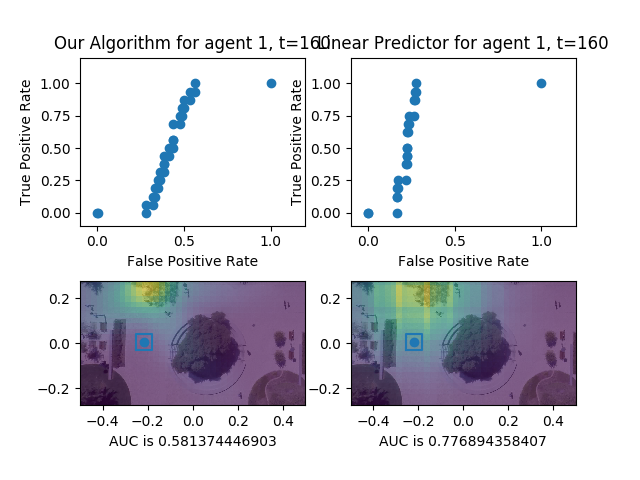 Our Algorithm for agent 1, t=160
Linear Predictor for agent 1, t=160
True Positive Rate
1.00
0.75
0.50
0.25
0.00
0.0 0.5 1.0
False Positive Rate
True Positive Rate
1.00
0.75
0.50
0.25
0.00
0.0 0.5 1.0
False Positive Rate
0.2
0.0
−0.2
−0.4 −0.2 0.0 0.2 0.4
AUC is 0.581374446903
0.2
0.0
−0.2
−0.4 −0.2 0.0 0.2 0.4
AUC is 0.776894358407